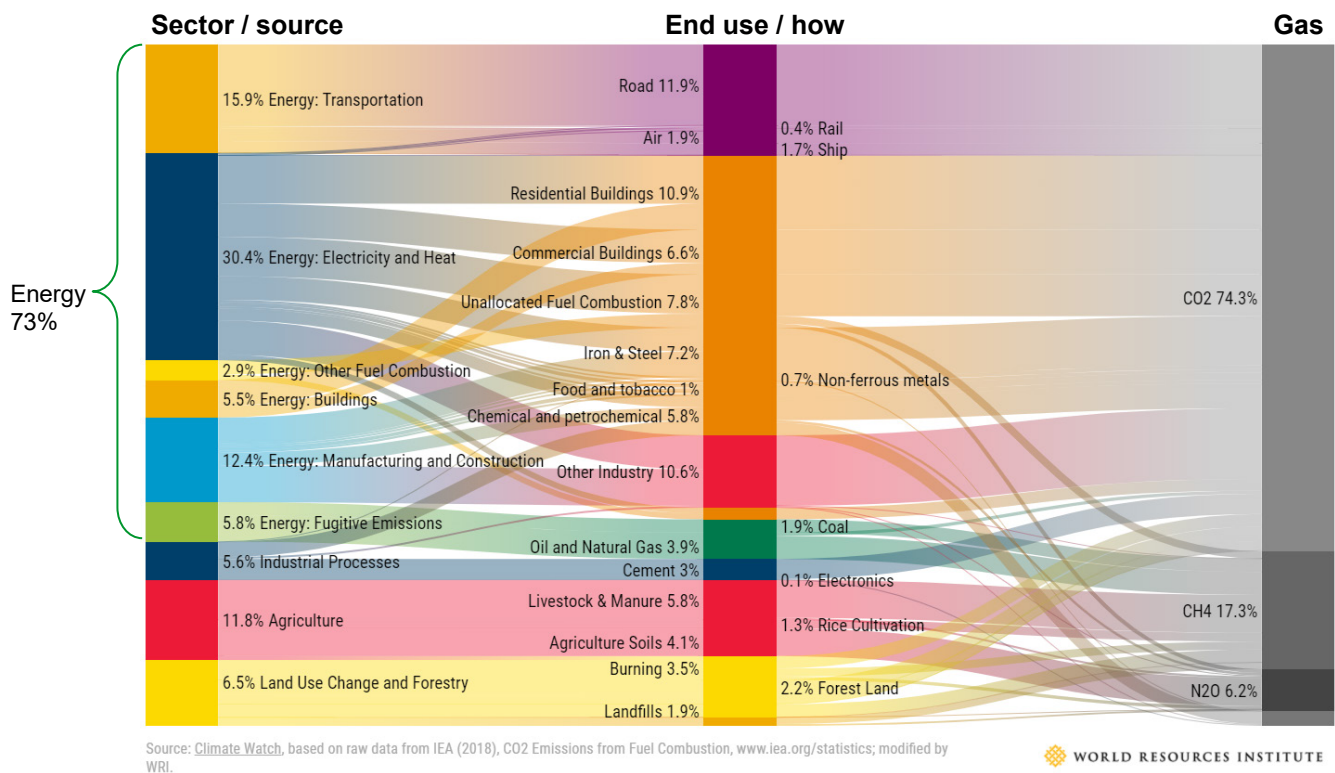 Sector / source
End use / how
Gas
Energy
73%
15.9% Energy: Transportation
30.4% Energy: Electricity and Heat
2.9% Energy: Other Fuel Combustion
5.5% Energy: Buildings
12.4% Energy: Manufacturing and Construction
5.8% Energy: Fugitive Emissions
5.6% Industrial Processes
11.8% Agriculture
6.5% Land Use Change and Forestry
Road 11.9%
Air 1.9%
Residential Buildings 10.9%
Commercial Buildings 6.6%
Unallocated Fuel Combustion 7.8%
Iron & Steel 7.2%
Food and tobacco 1%
Chemical and petrochemical 5.8%
Other Industry 10.6%
Oil and Natural Gas 3.9%
Cement 3%
Livestock & Manure 5.8%
Agriculture Soils 4.1%
Burning 3.5%
Landfills 1.9%
0.4% Rail
1.7% Ship
0.7% Non-ferrous metals
1.9% Coal
0.1% Electronics
1.3% Rice Cultivation
2.2% Forest Land
CO2 74.3%
CH4 17.3%
N2O 6.2%
Source: Climate Watch, based on raw data from IEA (2018), CO2 Emissions from Fuel Combustion, www.iea.org/statistics; modified by
WRI.
WORLD RESOURCES INSTITUTE